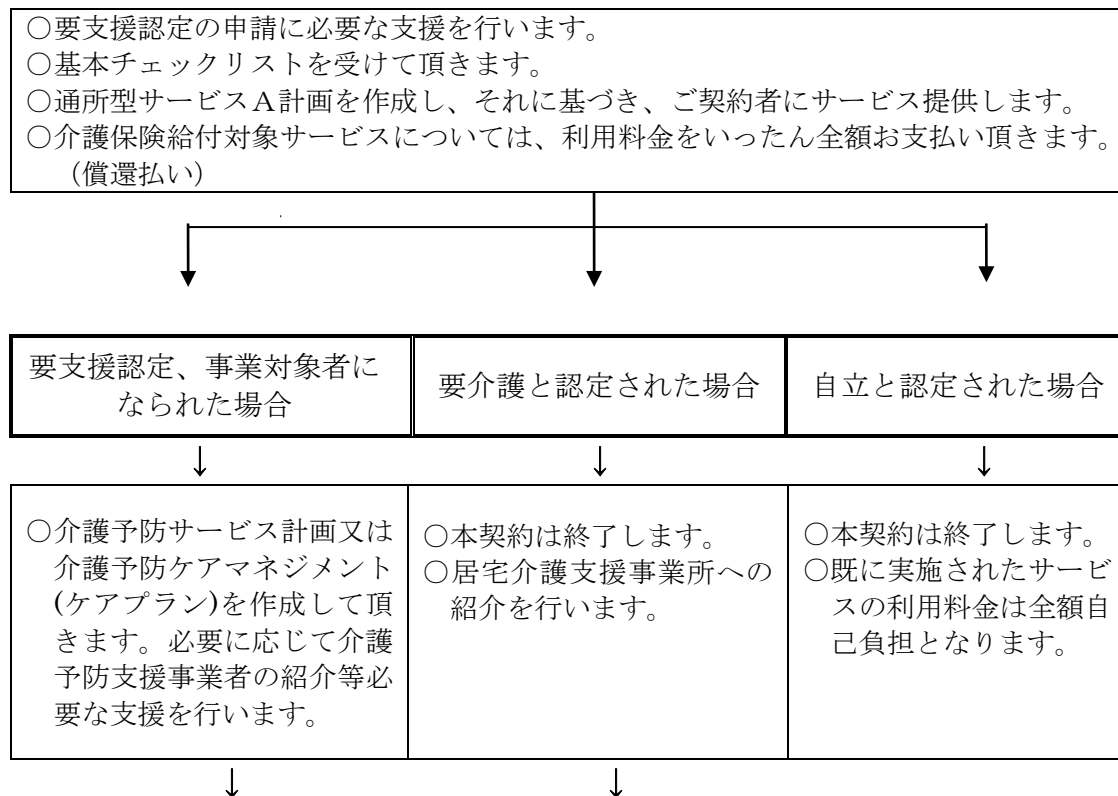 ○要支援認定の申請に必要な支援を行います。
○基本チェックリストを受けて頂きます。
○通所型サービスA計画を作成し、それに基づき、ご契約者にサービス提供します。
○介護保険給付対象サービスについては、利用料金をいったん全額お支払い頂きます。
(償還払い)
要支援認定、事業対象者に
なられた場合
要介護と認定された場合
自立と認定された場合
↓
↓
↓
○介護予防サービス計画又は
介護予防ケアマネジメント
(ケアプラン)を作成して頂
きます。必要に応じて介護
予防支援事業者の紹介等必
要な支援を行います。
○本契約は終了します。
○居宅介護支援事業所への
紹介を行います。
○本契約は終了します。
○既に実施されたサービ
スの利用料金は全額自
己負担となります。
↓
↓